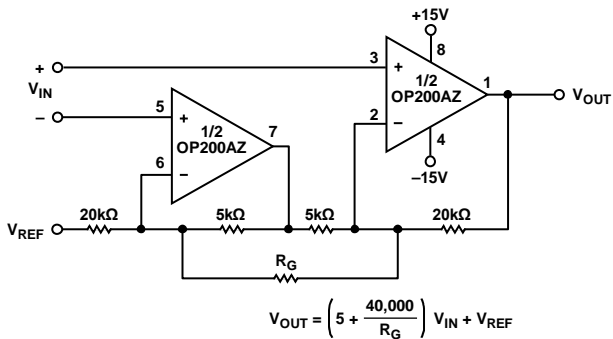 +15V
8
+
3
+
1/2
OP200AZ
1
V_IN
V_OUT
–
5
+
1/2
OP200AZ
7
2
–
4
–15V
6
–
V_REF
20kΩ
5kΩ
5kΩ
20kΩ
R_G
V_OUT = (5 + 40,000 / R_G) V_IN + V_REF